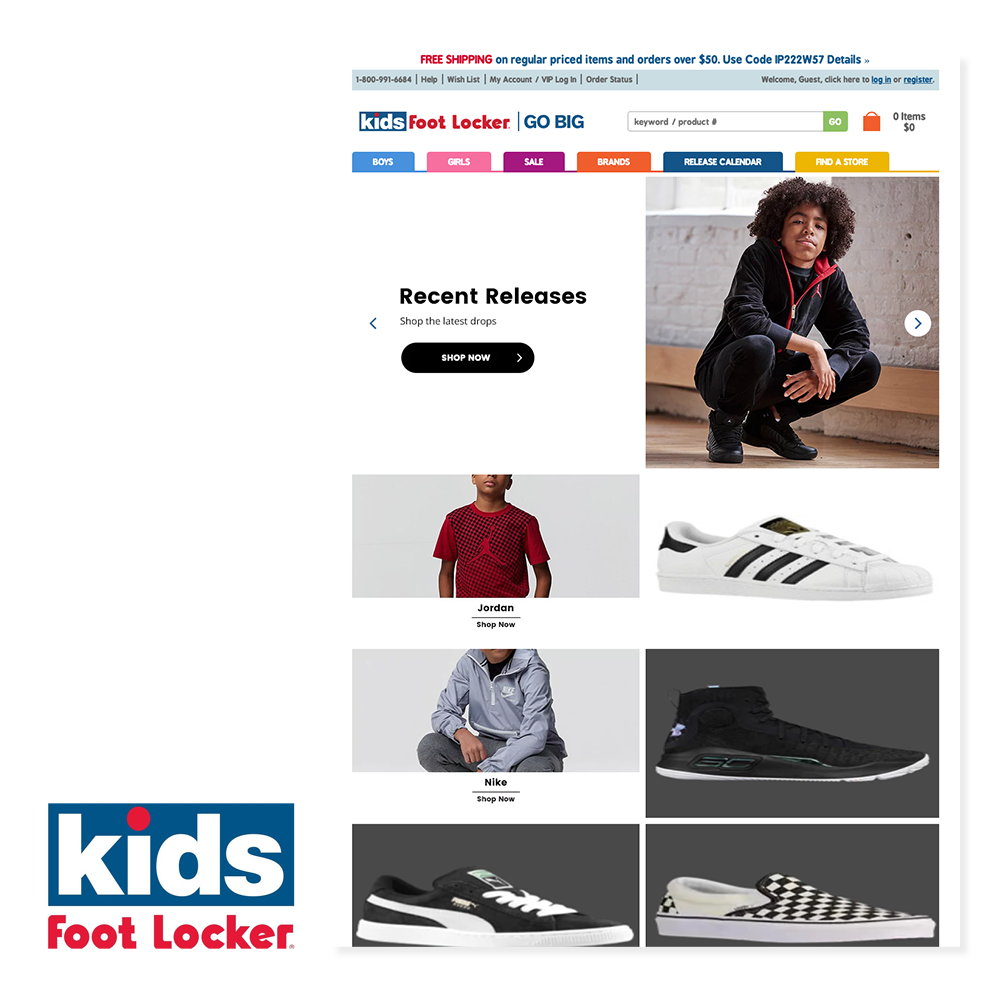 FREE SHIPPING on regular priced items and orders over $50. Use Code IP222W57 Details »
1-800-991-6684 | Help | Wish List | My Account / VIP Log In | Order Status |
Welcome, Guest, click here to log in or register.
kids Foot Locker | GO BIG
keyword / product #
GO
0 Items
$0
BOYS
GIRLS
SALE
BRANDS
RELEASE CALENDAR
FIND A STORE
Recent Releases
Shop the latest drops
SHOP NOW
Jordan
Shop Now
NIKE
Nike
Shop Now
PUMA
kids
Foot Locker®